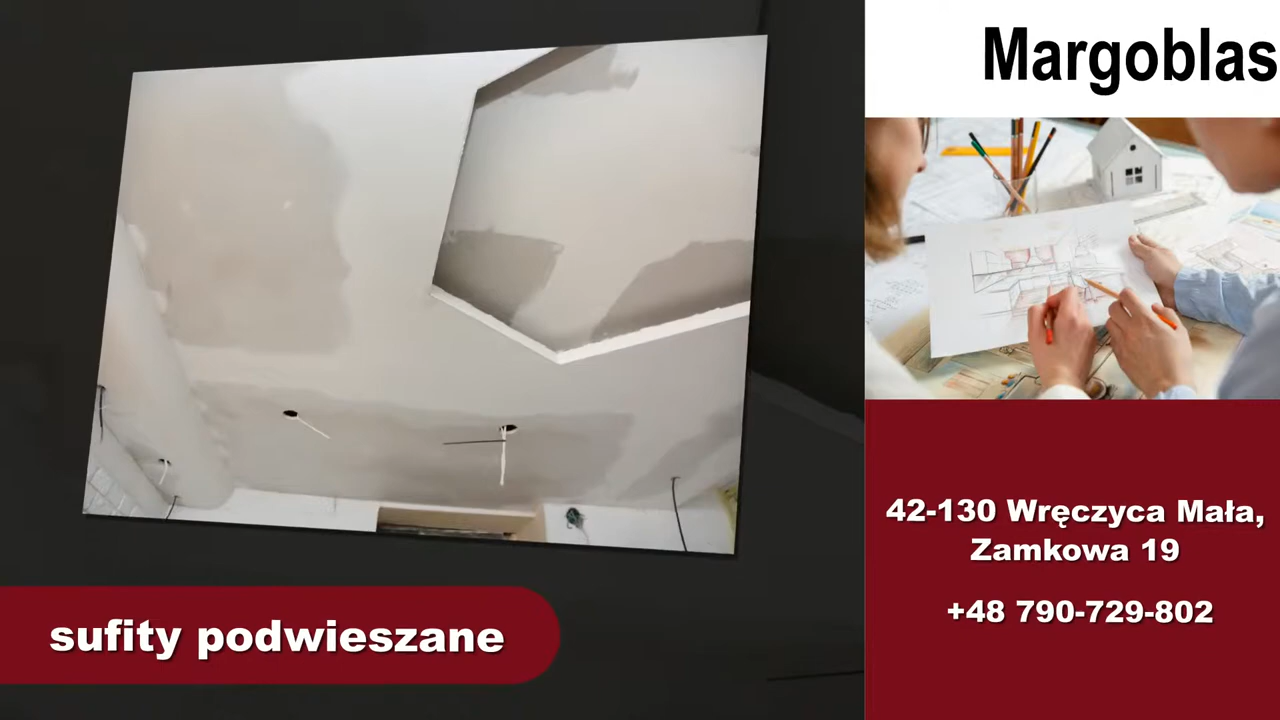 Margoblas
42-130 Wręczyca Mała,
Zamkowa 19
+48 790-729-802
sufity podwieszane